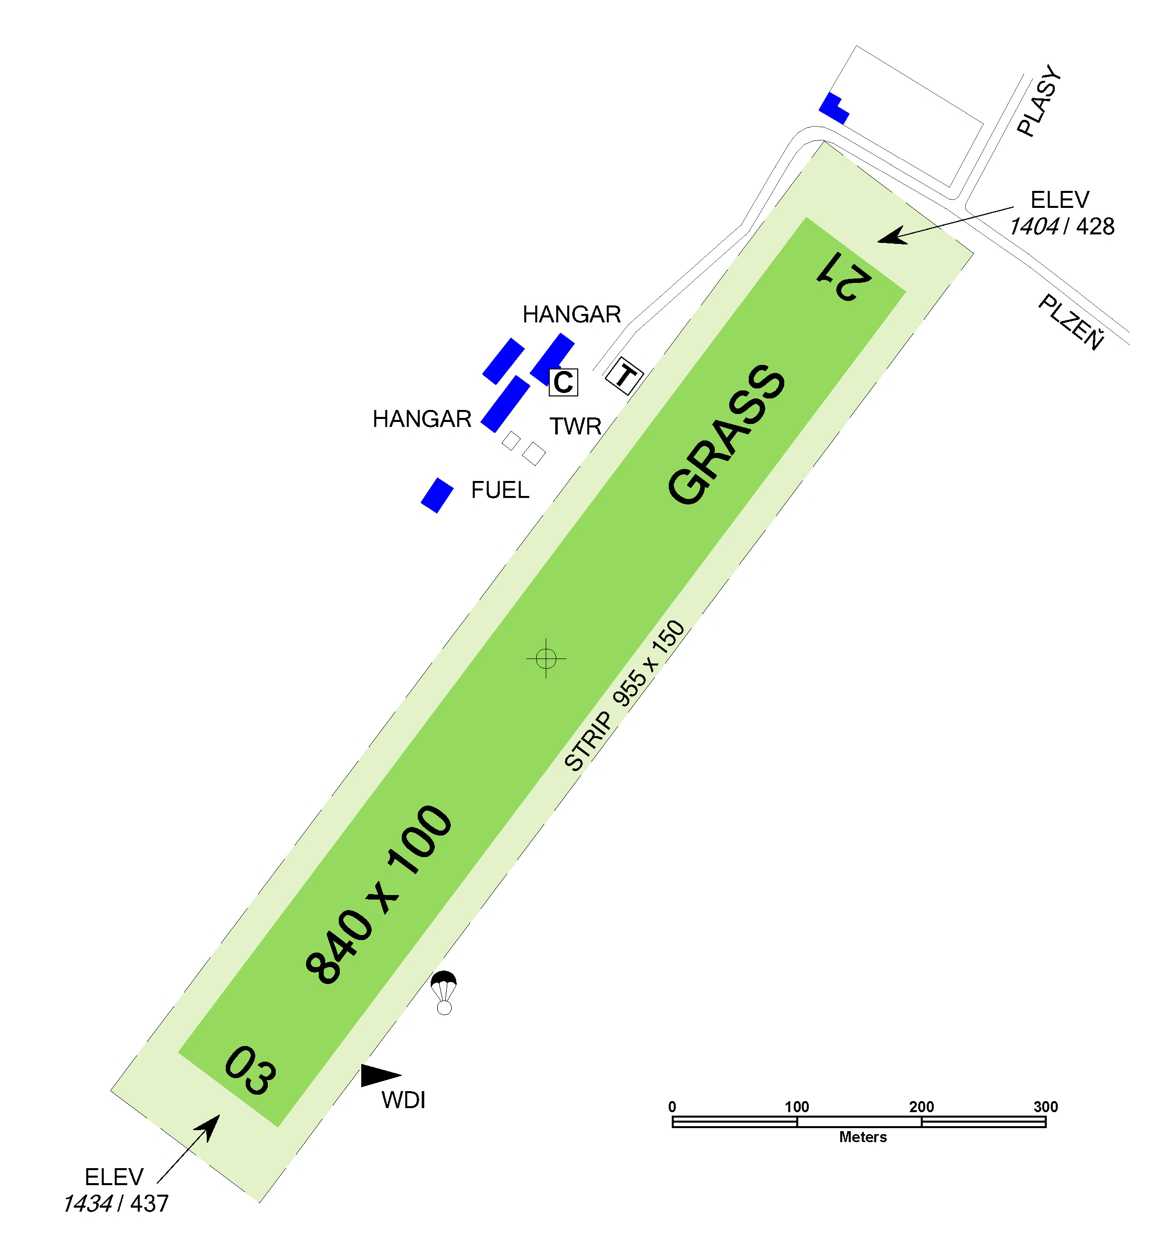 PLASY
ELEV
1404 / 428
21
PLZEŇ
HANGAR
T
C
GRASS
HANGAR
TWR
FUEL
STRIP 955 x 150
840 x 100
03
WDI
0 100 200 300
Meters
ELEV
1434 / 437